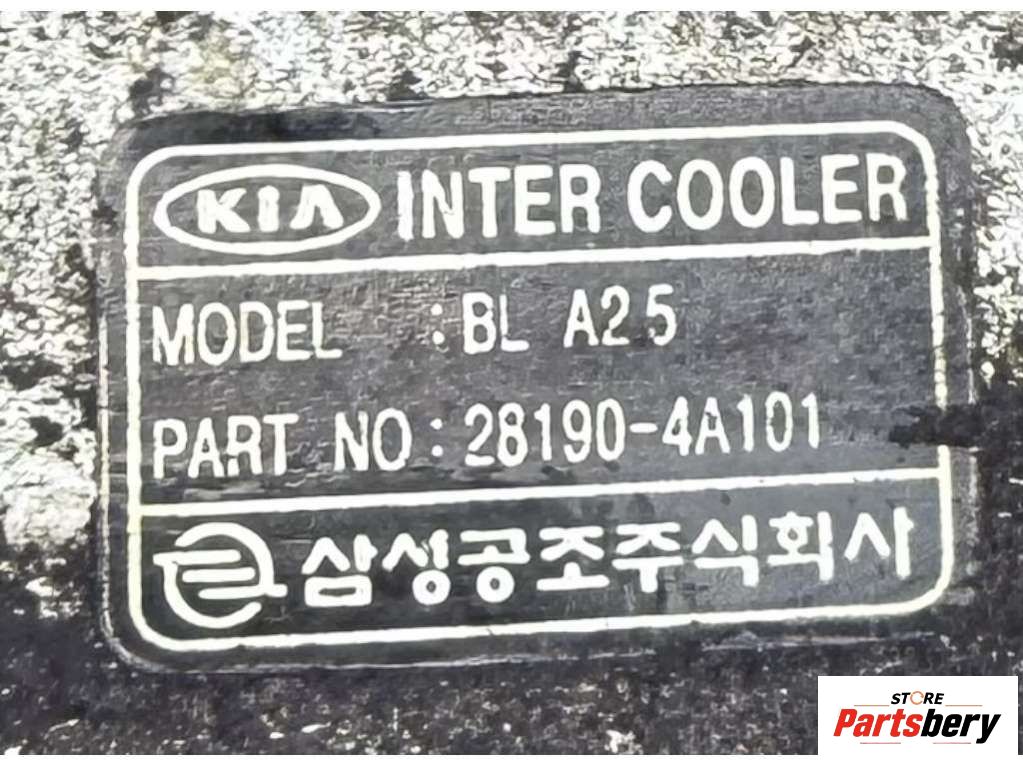 KIA INTER COOLER
MODEL : BL A2.5
PART NO : 28190-4A101
삼성공조주식회사
STORE
Partsbery